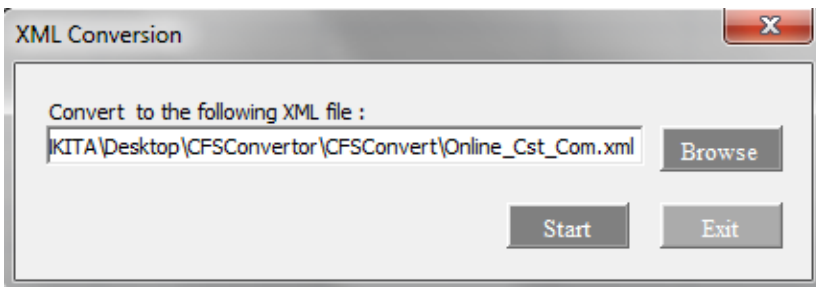 XML Conversion
Convert to the following XML file :
KITA\Desktop\CFSConvertor\CFSConvert\Online_Cst_Com.xml
Browse
Start
Exit